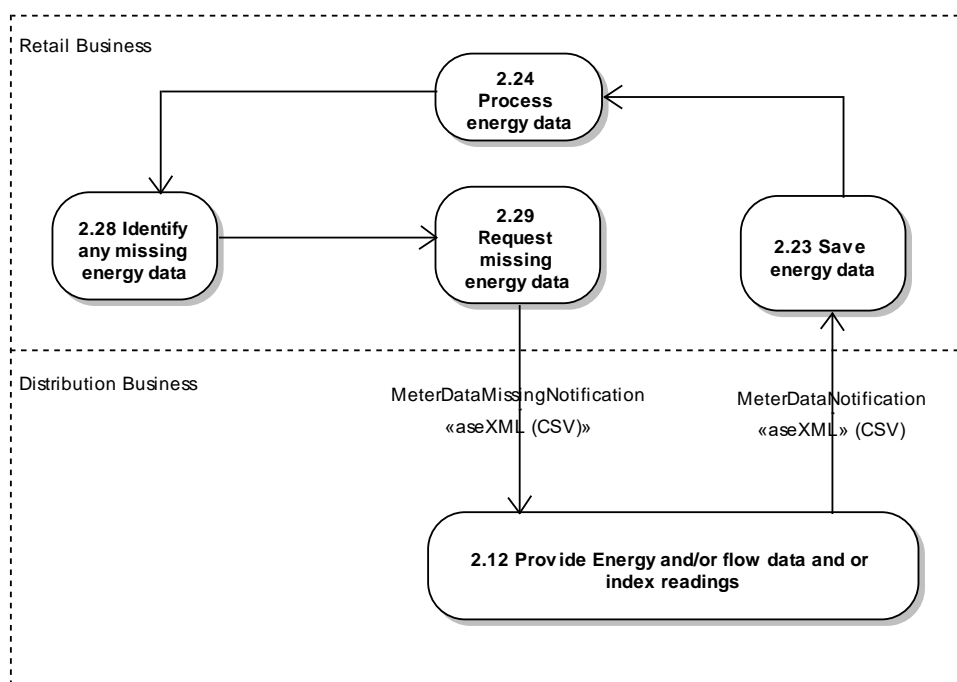 Retail Business
2.24
Process
energy data
2.28 Identify
any missing
energy data
2.29
Request
missing
energy data
2.23 Save
energy data
Distribution Business
MeterDataMissingNotification
«aseXML (CSV)»
MeterDataNotification
«aseXML» (CSV)
2.12 Provide Energy and/or flow data and or
index readings